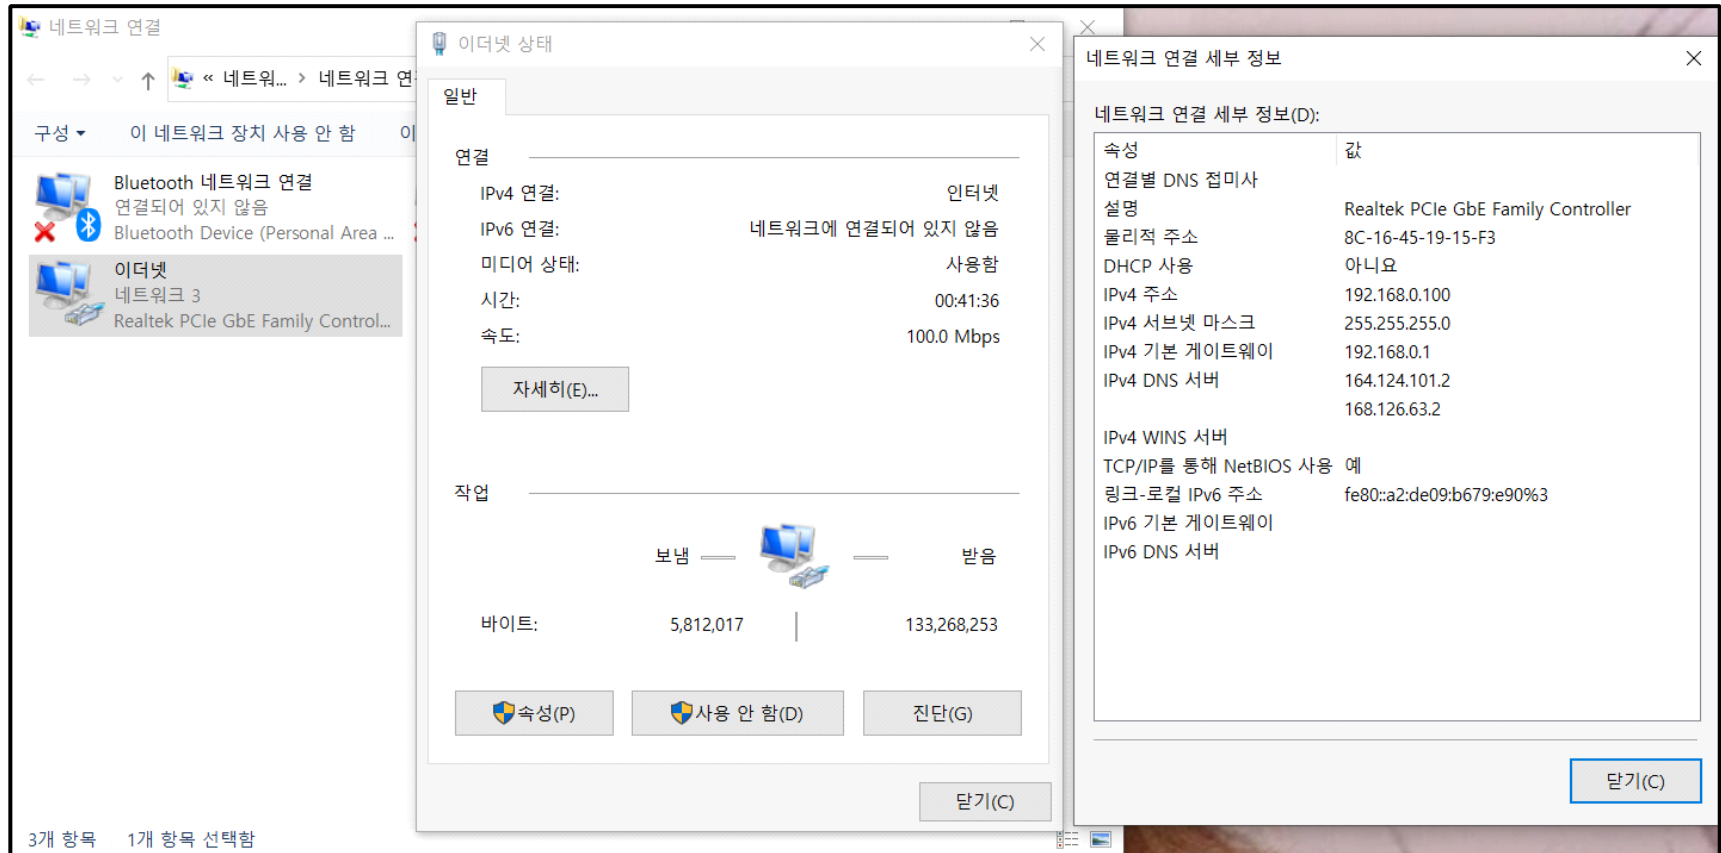 네트워크 연결
« 네트워... > 네트워크 연
구성
이 네트워크 장치 사용 안 함
Bluetooth 네트워크 연결
연결되어 있지 않음
Bluetooth Device (Personal Area ...
이더넷
네트워크 3
Realtek PCIe GbE Family Control...
3개 항목 1개 항목 선택함
이더넷 상태
일반
연결
IPv4 연결: 인터넷
IPv6 연결: 네트워크에 연결되어 있지 않음
미디어 상태: 사용함
시간: 00:41:36
속도: 100.0 Mbps
자세히(E)...
작업
보냄 받음
바이트: 5,812,017 133,268,253
속성(P) 사용 안 함(D) 진단(G)
닫기(C)
네트워크 연결 세부 정보
네트워크 연결 세부 정보(D):
속성 값
연결별 DNS 접미사
설명 Realtek PCIe GbE Family Controller
물리적 주소 8C-16-45-19-15-F3
DHCP 사용 아니요
IPv4 주소 192.168.0.100
IPv4 서브넷 마스크 255.255.255.0
IPv4 기본 게이트웨이 192.168.0.1
IPv4 DNS 서버 164.124.101.2
168.126.63.2
IPv4 WINS 서버
TCP/IP를 통해 NetBIOS 사용 예
링크-로컬 IPv6 주소 fe80::a2:de09:b679:e90%3
IPv6 기본 게이트웨이
IPv6 DNS 서버
닫기(C)